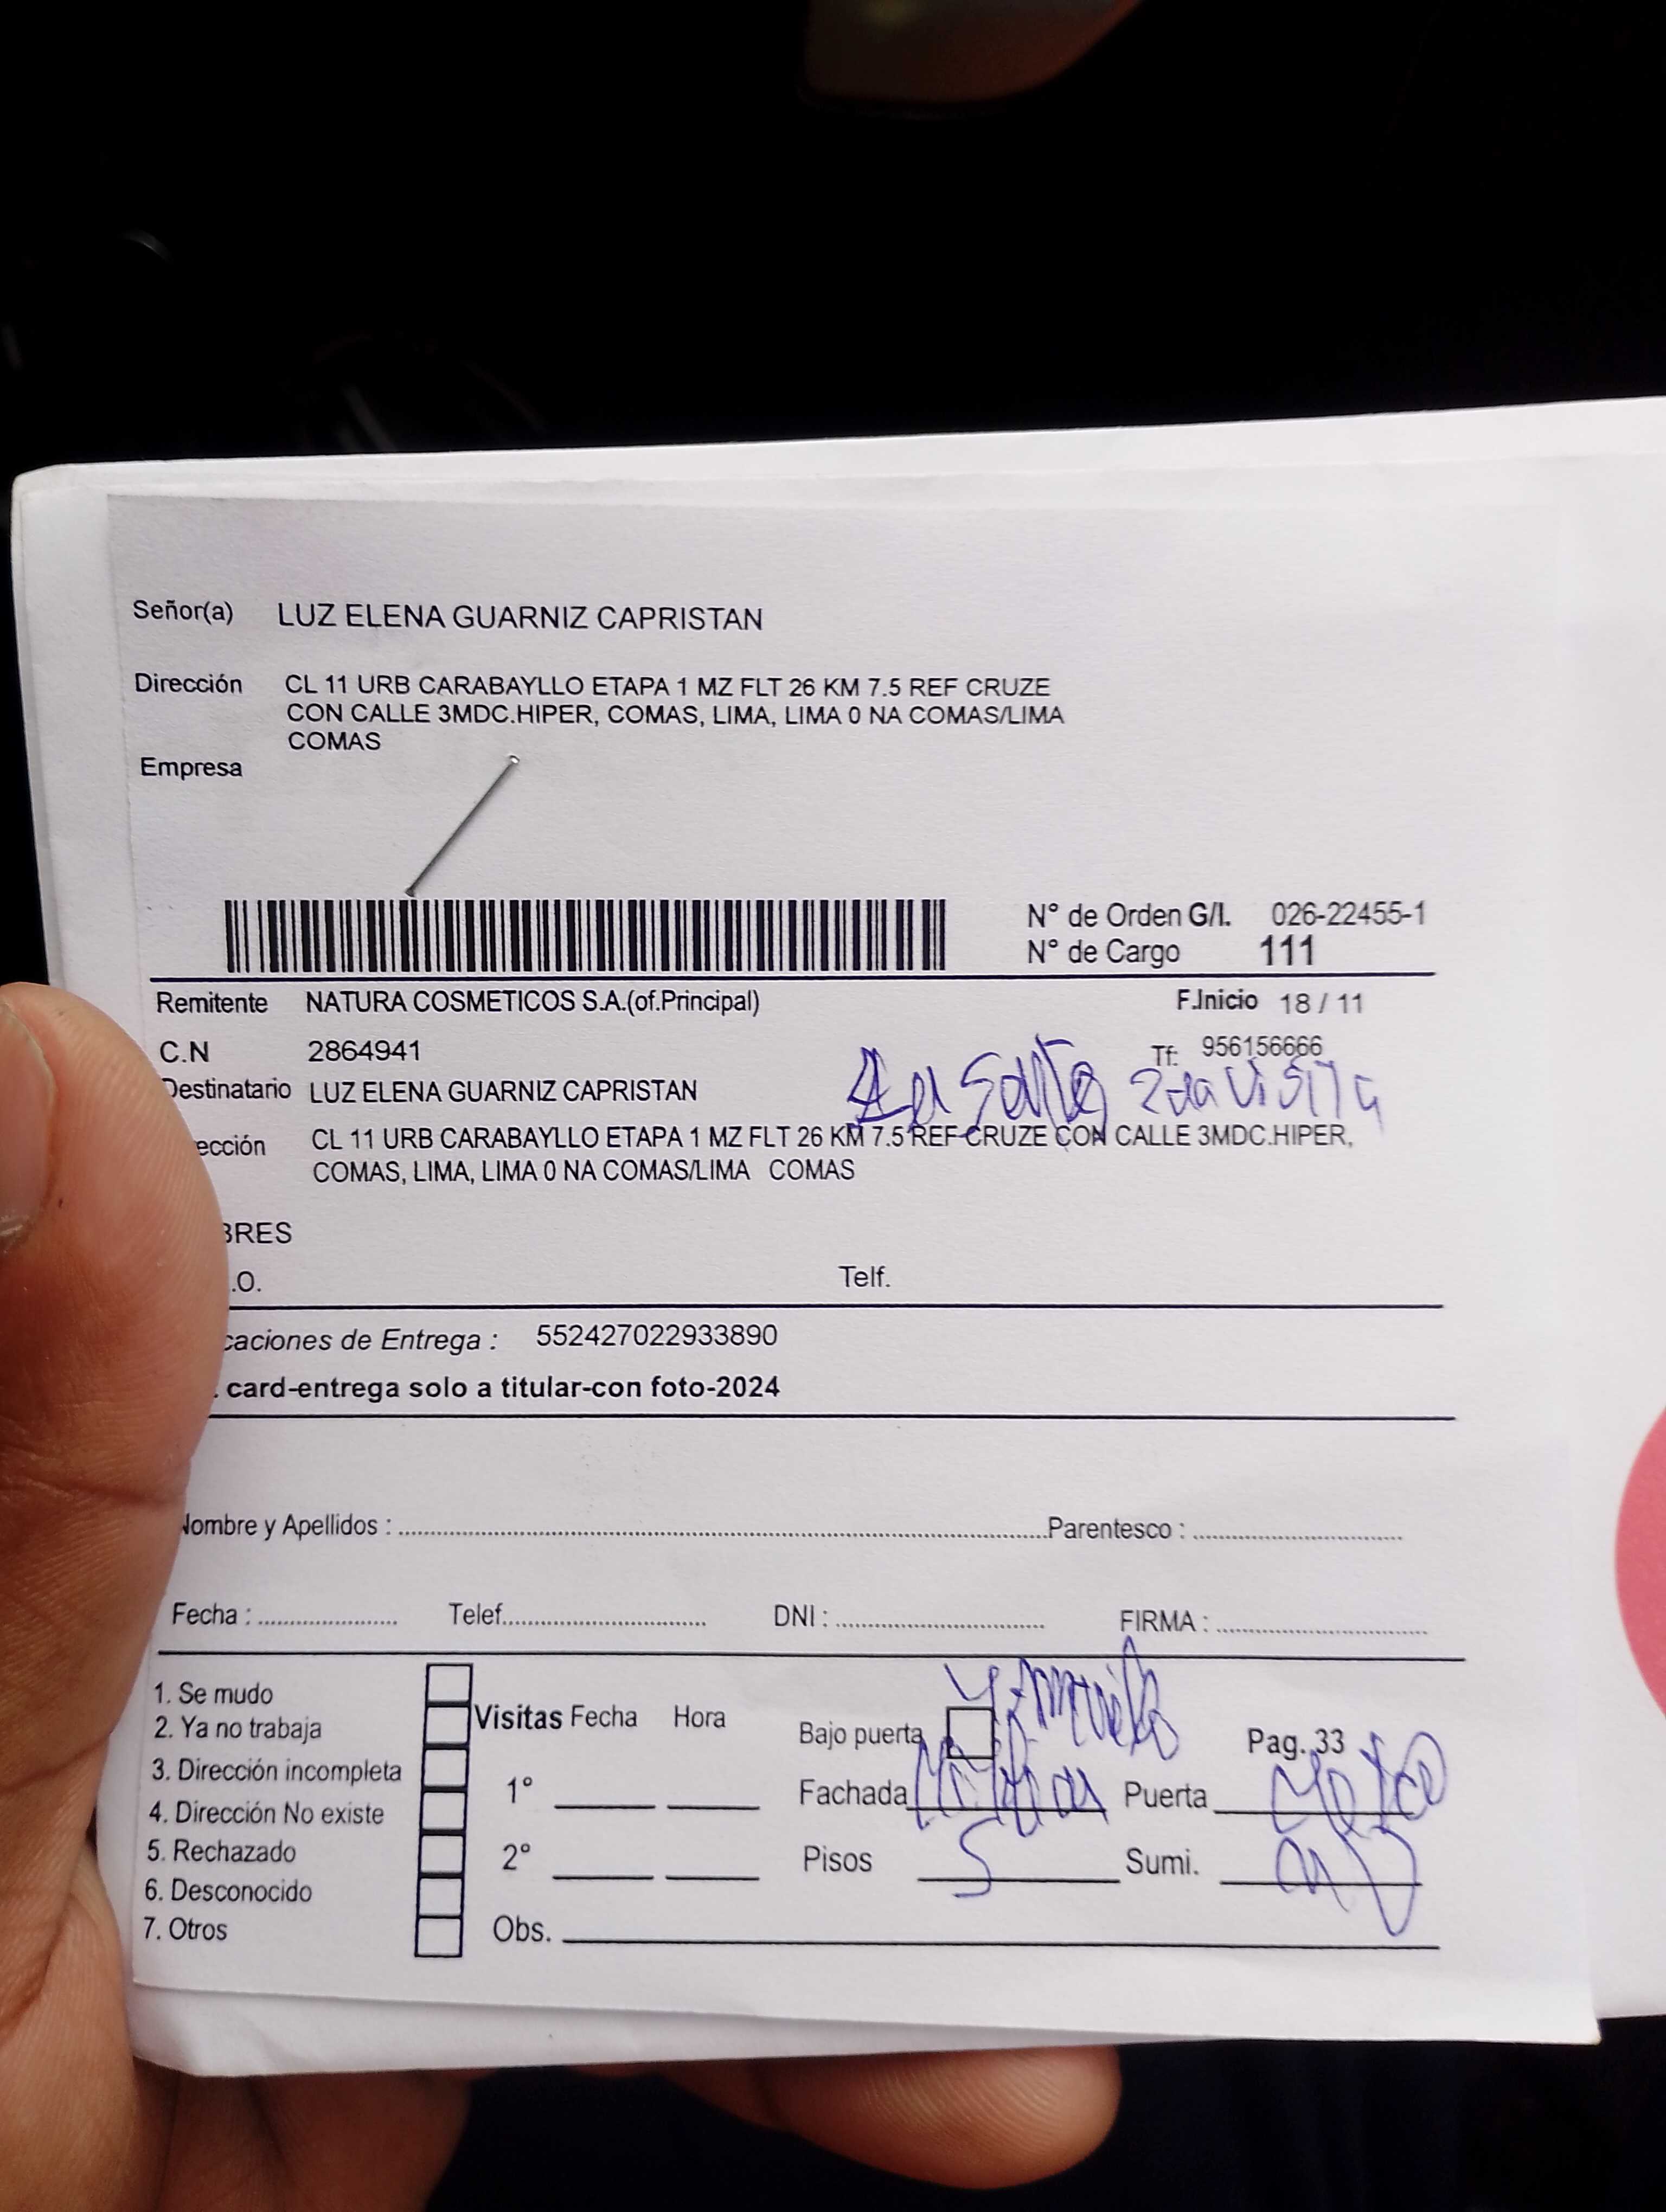 Señor(a) LUZ ELENA GUARNIZ CAPRISTAN
Dirección CL 11 URB CARABAYLLO ETAPA 1 MZ FLT 26 KM 7.5 REF CRUZE
CON CALLE 3MDC.HIPER, COMAS, LIMA, LIMA 0 NA COMAS/LIMA
COMAS
Empresa
N° de Orden G/I. 026-22455-1
N° de Cargo 111
Remitente NATURA COSMETICOS S.A.(of.Principal) F.Inicio 18 / 11
C.N 2864941 Tf: 956156666
Destinatario LUZ ELENA GUARNIZ CAPRISTAN 2da visita
ección CL 11 URB CARABAYLLO ETAPA 1 MZ FLT 26 KM 7.5 REF CRUZE CON CALLE 3MDC.HIPER,
COMAS, LIMA, LIMA 0 NA COMAS/LIMA COMAS
BRES
.O. Telf.
caciones de Entrega : 552427022933890
. card-entrega solo a titular-con foto-2024
Nombre y Apellidos : Parentesco :
Fecha : Telef. DNI : FIRMA :
1. Se mudo
2. Ya no trabaja
3. Dirección incompleta
4. Dirección No existe
5. Rechazado
6. Desconocido
7. Otros
Visitas Fecha Hora
1°
2°
Obs.
Bajo puerta Pag. 33
Fachada Puerta
Pisos 5 Sumi.